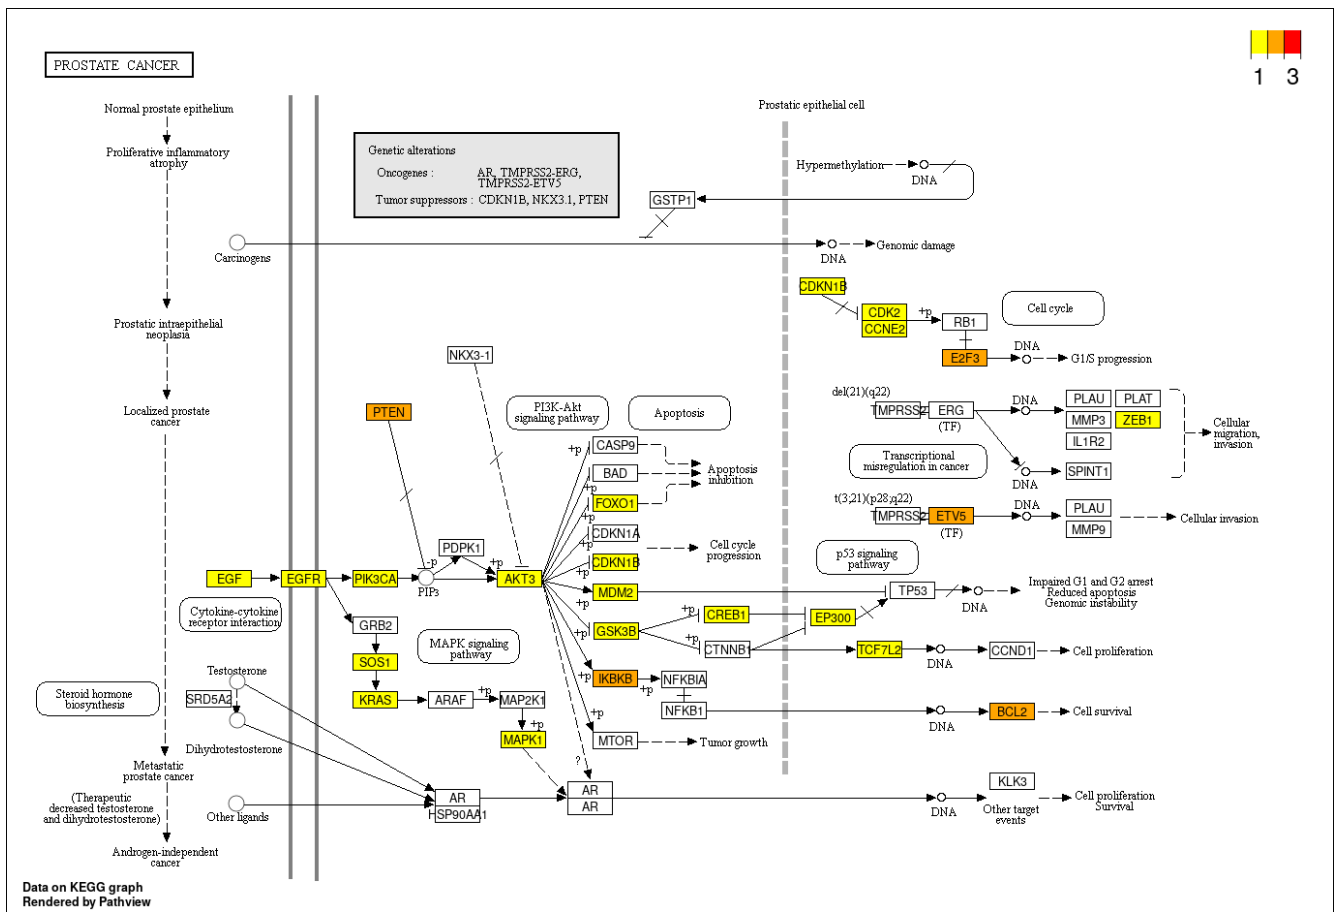 PROSTATE CANCER
1 3
Normal prostate epithelium
Proliferative inflammatory
atrophy
Prostatic intraepithelial
neoplasia
Localized prostate
cancer
Metastatic
prostate cancer
(Therapeutic
decreased testosterone
and dihydrotestosterone)
Androgen-independent
cancer
Steroid hormone
biosynthesis
Genetic alterations
Oncogenes : AR, TMPRSS2-ERG,
TMPRSS2-ETV5
Tumor suppressors : CDKN1B, NKX3.1, PTEN
Prostatic epithelial cell
Hypermethylation
DNA
GSTP1
Carcinogens
DNA
Genomic damage
CDKN1B
CDK2
CCNE2
+p
RB1
Cell cycle
E2F3
DNA
G1/S progression
NKX3-1
PTEN
PI3K-Akt
signaling pathway
Apoptosis
del(21)(q22)
TMPRSS2
ERG
(TF)
DNA
PLAU
PLAT
MMP3
ZEB1
IL1R2
Cellular
migration,
invasion
Transcriptional
misregulation in cancer
DNA
SPINT1
t(3;21)(p28;q22)
TMPRSS2
ETV5
(TF)
DNA
PLAU
MMP9
Cellular invasion
+p
CASP9
BAD
Apoptosis
inhibition
+p
FOXO1
+p
CDKN1A
+p
Cell cycle
progression
CDKN1B
+p
MDM2
+p
GSK3B
+p
EGF
EGFR
PIK3CA
PIP3
-p
PDPK1
+p
AKT3
Cytokine-cytokine
receptor interaction
GRB2
SOS1
KRAS
ARAF
+p
MAP2K1
+p
MAPK1
MAPK signaling
pathway
p53 signaling
pathway
TP53
DNA
Impaired G1 and G2 arrest
Reduced apoptosis
Genomic instability
+p
CREB1
EP300
+p
CTNNB1
TCF7L2
DNA
CCND1
Cell proliferation
+p
IKBKB
+p
NFKBIA
NFKB1
DNA
BCL2
Cell survival
+p
MTOR
Tumor growth
?
Testosterone
SRD5A2
Dihydrotestosterone
Other ligands
AR
HSP90AA1
AR
AR
DNA
KLK3
Other target
events
Cell proliferation
Survival
Data on KEGG graph
Rendered by Pathview